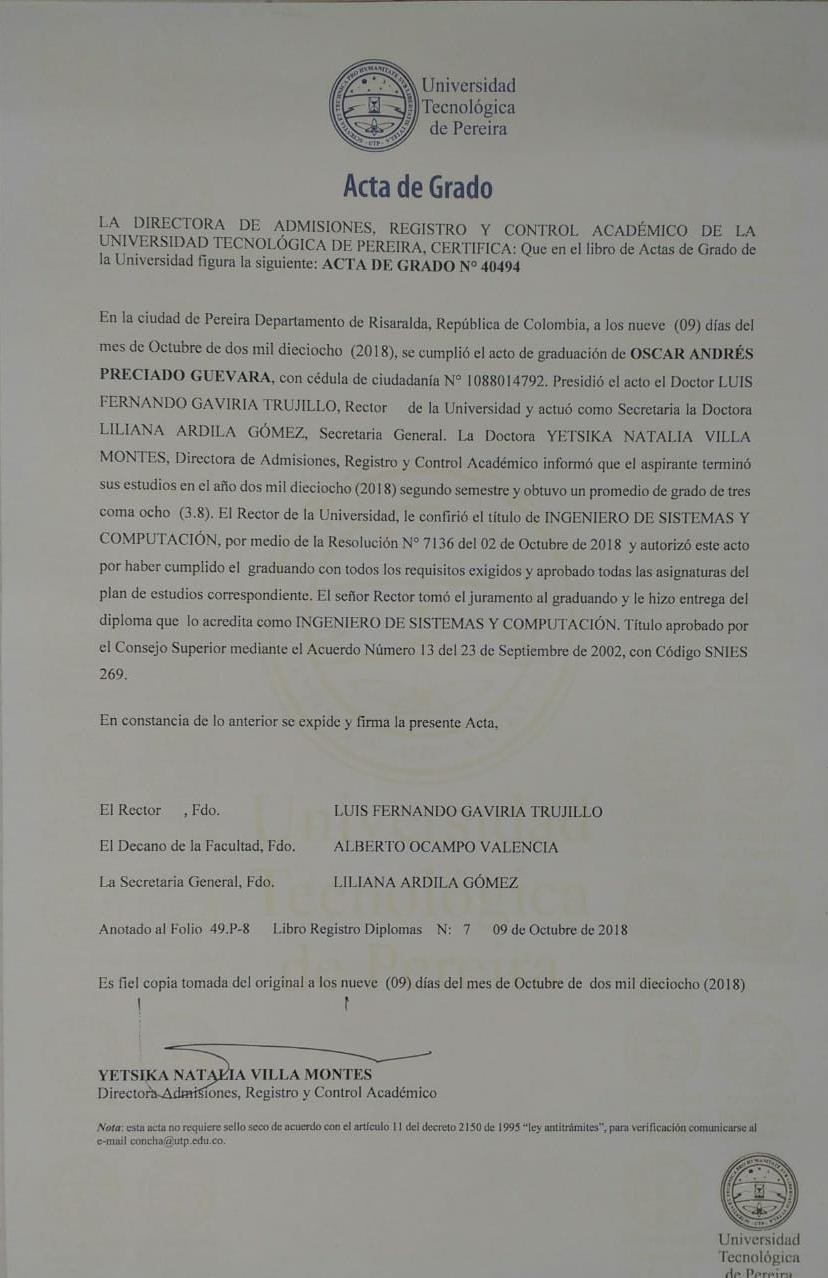 Universidad
Tecnológica
de Pereira
Acta de Grado
LA DIRECTORA DE ADMISIONES, REGISTRO Y CONTROL ACADÉMICO DE LA
UNIVERSIDAD TECNOLÓGICA DE PEREIRA, CERTIFICA: Que en el libro de Actas de Grado de
la Universidad figura la siguiente: ACTA DE GRADO Nº 40494
En la ciudad de Pereira Departamento de Risaralda, República de Colombia, a los nueve (09) días del
mes de Octubre de dos mil dieciocho (2018), se cumplió el acto de graduación de OSCAR ANDRÉS
PRECIADO GUEVARA, con cédula de ciudadanía Nº 1088014792. Presidió el acto el Doctor LUIS
FERNANDO GAVIRIA TRUJILLO, Rector de la Universidad y actuó como Secretaria la Doctora
LILIANA ARDILA GÓMEZ, Secretaria General. La Doctora YETSIKA NATALIA VILLA
MONTES, Directora de Admisiones, Registro y Control Académico informó que el aspirante terminó
sus estudios en el año dos mil dieciocho (2018) segundo semestre y obtuvo un promedio de grado de tres
coma ocho (3.8). El Rector de la Universidad, le confirió el título de INGENIERO DE SISTEMAS Y
COMPUTACIÓN, por medio de la Resolución Nº 7136 del 02 de Octubre de 2018 y autorizó este acto
por haber cumplido el graduando con todos los requisitos exigidos y aprobado todas las asignaturas del
plan de estudios correspondiente. El señor Rector tomó el juramento al graduando y le hizo entrega del
diploma que lo acredita como INGENIERO DE SISTEMAS Y COMPUTACIÓN. Título aprobado por
el Consejo Superior mediante el Acuerdo Número 13 del 23 de Septiembre de 2002, con Código SNIES
269.
En constancia de lo anterior se expide y firma la presente Acta,
El Rector , Fdo. LUIS FERNANDO GAVIRIA TRUJILLO
El Decano de la Facultad, Fdo. ALBERTO OCAMPO VALENCIA
La Secretaria General, Fdo. LILIANA ARDILA GÓMEZ
Anotado al Folio 49.P-8 Libro Registro Diplomas N: 7 09 de Octubre de 2018
Es fiel copia tomada del original a los nueve (09) días del mes de Octubre de dos mil dieciocho (2018)
YETSIKA NATALIA VILLA MONTES
Directora Admisiones, Registro y Control Académico
Nota: esta acta no requiere sello seco de acuerdo con el artículo 11 del decreto 2150 de 1995 “ley antitrámites”, para verificación comunicarse al
e-mail concha@utp.edu.co.
Universidad
Tecnológica
de Pereira